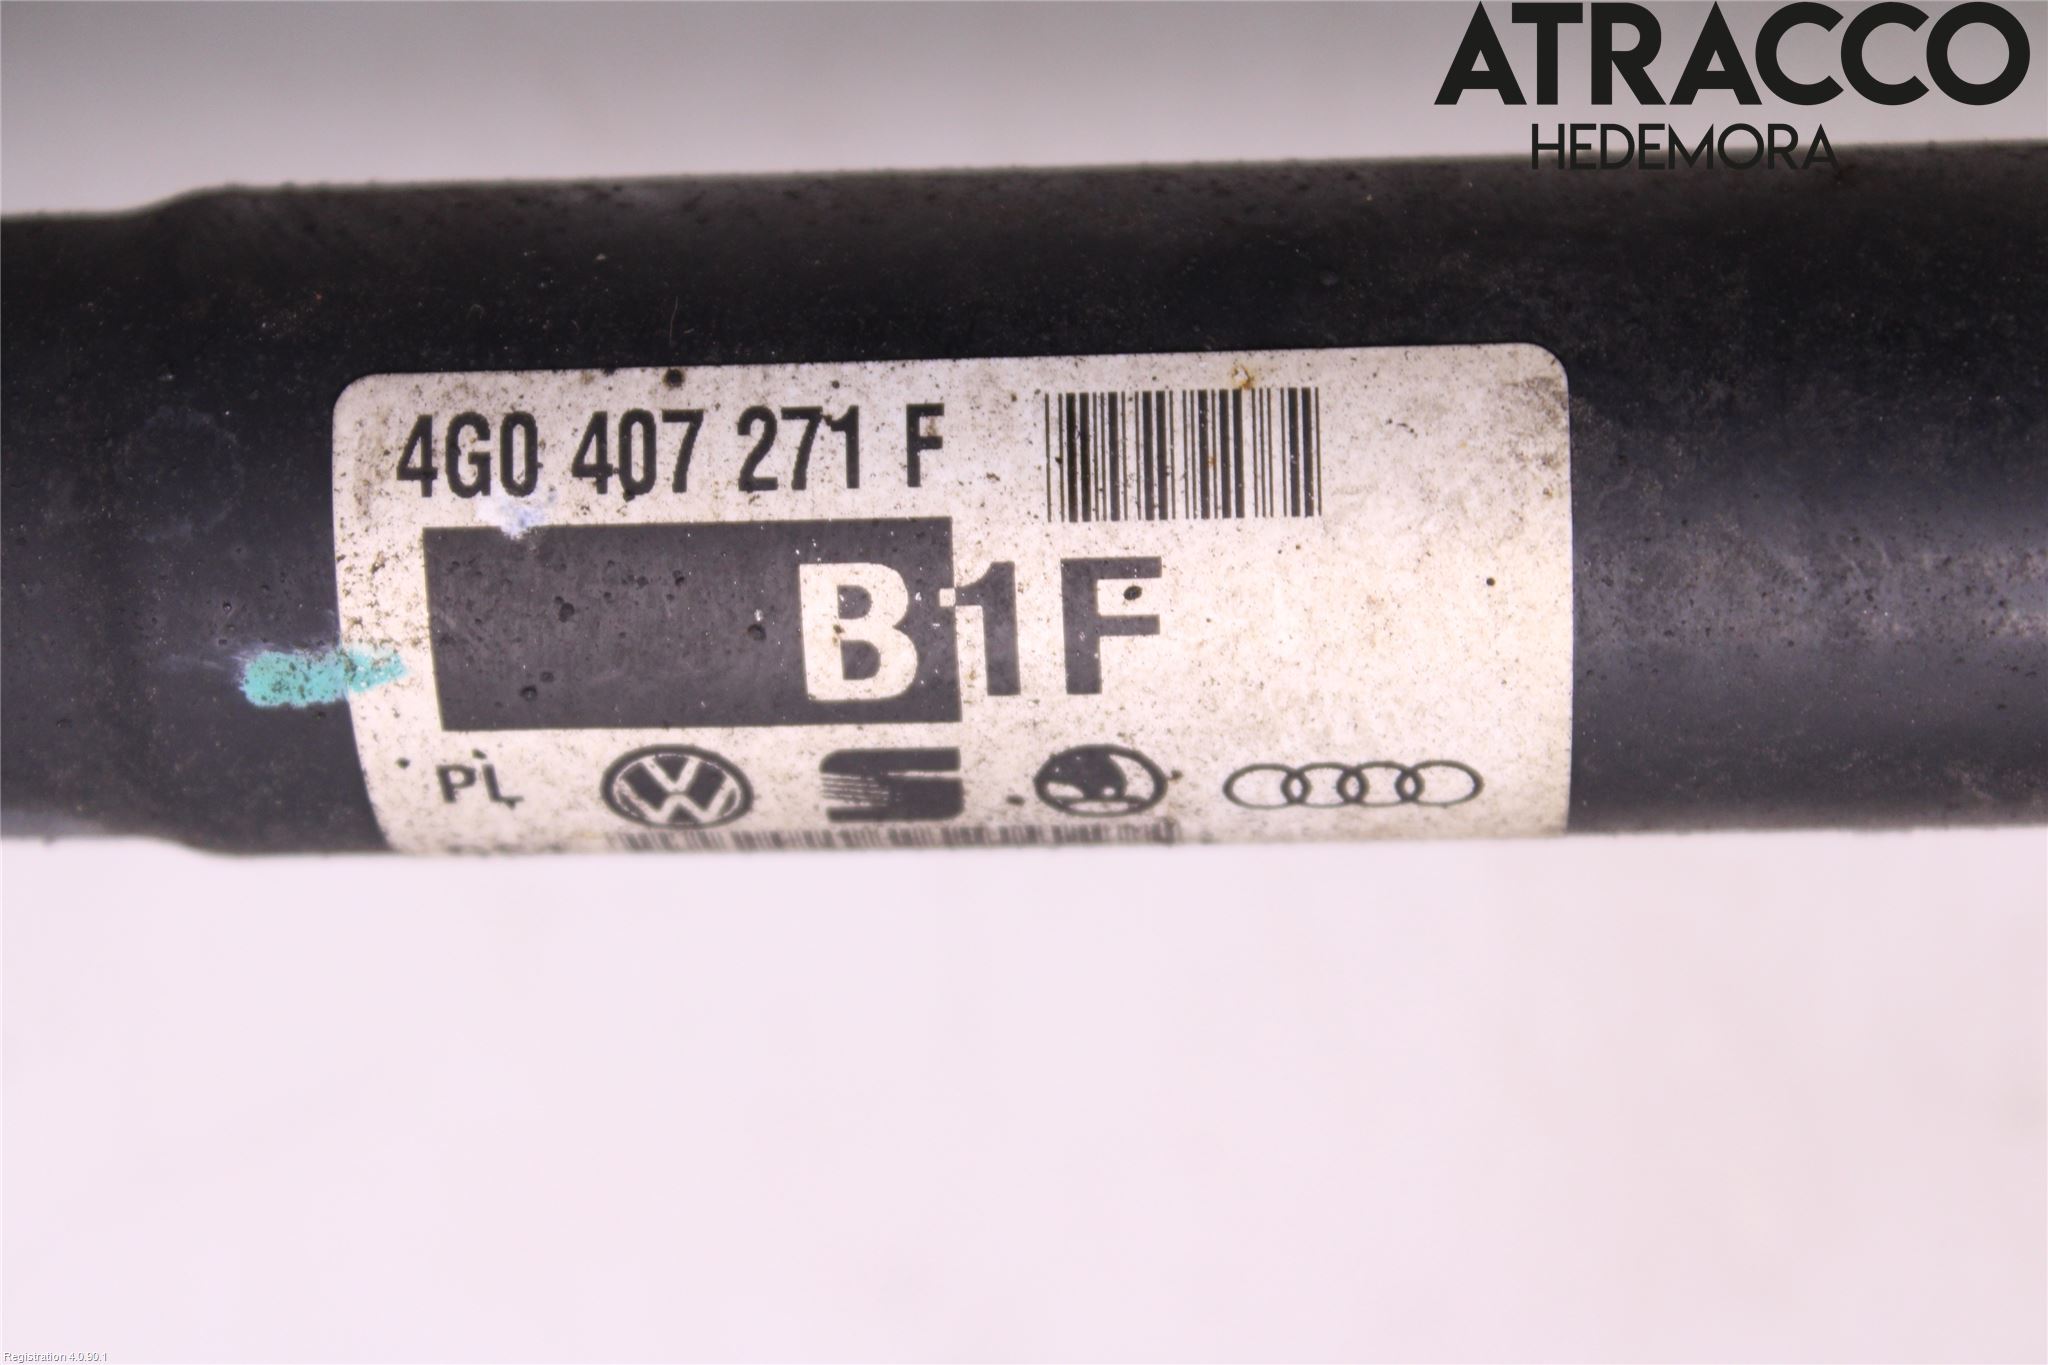 ATRACCO
HEDEMORA
4G0 407 271 F
B1F
PL
Registration 4.0.90.1